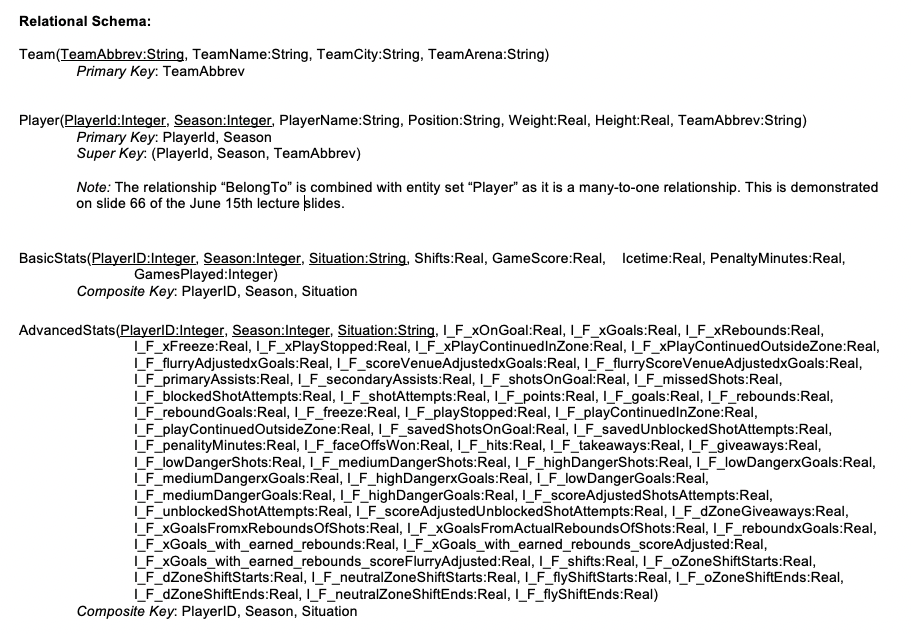 Relational Schema:
Team(TeamAbbrev:String, TeamName:String, TeamCity:String, TeamArena:String)
Primary Key: TeamAbbrev
Player(PlayerId:Integer, Season:Integer, PlayerName:String, Position:String, Weight:Real, Height:Real, TeamAbbrev:String)
Primary Key: PlayerId, Season
Super Key: (PlayerId, Season, TeamAbbrev)
Note: The relationship “BelongTo” is combined with entity set “Player” as it is a many-to-one relationship. This is demonstrated
on slide 66 of the June 15th lecture slides.
BasicStats(PlayerID:Integer, Season:Integer, Situation:String, Shifts:Real, GameScore:Real, Icetime:Real, PenaltyMinutes:Real,
GamesPlayed:Integer)
Composite Key: PlayerID, Season, Situation
AdvancedStats(PlayerID:Integer, Season:Integer, Situation:String, I_F_xOnGoal:Real, I_F_xGoals:Real, I_F_xRebounds:Real,
I_F_xFreeze:Real, I_F_xPlayStopped:Real, I_F_xPlayContinuedInZone:Real, I_F_xPlayContinuedOutsideZone:Real,
I_F_flurryAdjustedxGoals:Real, I_F_scoreVenueAdjustedxGoals:Real, I_F_flurryScoreVenueAdjustedxGoals:Real,
I_F_primaryAssists:Real, I_F_secondaryAssists:Real, I_F_shotsOnGoal:Real, I_F_missedShots:Real,
I_F_blockedShotAttempts:Real, I_F_shotAttempts:Real, I_F_points:Real, I_F_goals:Real, I_F_rebounds:Real,
I_F_reboundGoals:Real, I_F_freeze:Real, I_F_playStopped:Real, I_F_playContinuedInZone:Real,
I_F_playContinuedOutsideZone:Real, I_F_savedShotsOnGoal:Real, I_F_savedUnblockedShotAttempts:Real,
I_F_penalityMinutes:Real, I_F_faceOffsWon:Real, I_F_hits:Real, I_F_takeaways:Real, I_F_giveaways:Real,
I_F_lowDangerShots:Real, I_F_mediumDangerShots:Real, I_F_highDangerShots:Real, I_F_lowDangerxGoals:Real,
I_F_mediumDangerxGoals:Real, I_F_highDangerxGoals:Real, I_F_lowDangerGoals:Real,
I_F_mediumDangerGoals:Real, I_F_highDangerGoals:Real, I_F_scoreAdjustedShotsAttempts:Real,
I_F_unblockedShotAttempts:Real, I_F_scoreAdjustedUnblockedShotAttempts:Real, I_F_dZoneGiveaways:Real,
I_F_xGoalsFromxReboundsOfShots:Real, I_F_xGoalsFromActualReboundsOfShots:Real, I_F_reboundxGoals:Real,
I_F_xGoals_with_earned_rebounds:Real, I_F_xGoals_with_earned_rebounds_scoreAdjusted:Real,
I_F_xGoals_with_earned_rebounds_scoreFlurryAdjusted:Real, I_F_shifts:Real, I_F_oZoneShiftStarts:Real,
I_F_dZoneShiftStarts:Real, I_F_neutralZoneShiftStarts:Real, I_F_flyShiftStarts:Real, I_F_oZoneShiftEnds:Real,
I_F_dZoneShiftEnds:Real, I_F_neutralZoneShiftEnds:Real, I_F_flyShiftEnds:Real)
Composite Key: PlayerID, Season, Situation